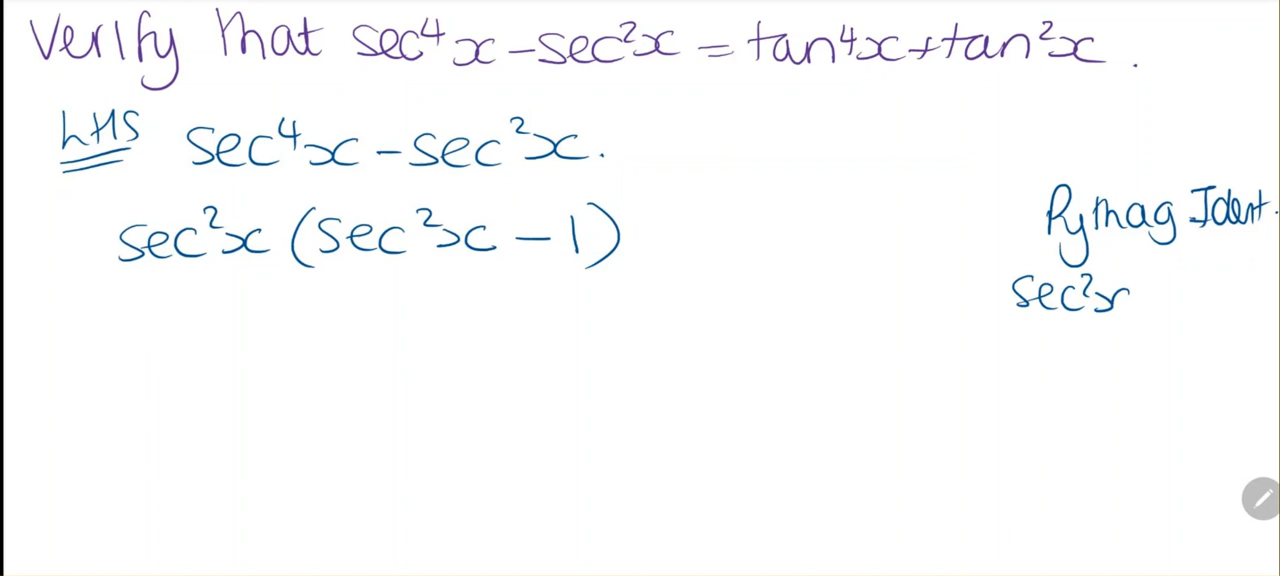 Verify that sec⁴x - sec²x = tan⁴x + tan²x.
LHS sec⁴x - sec²x.
sec²x (sec²x - 1)
Pythag Ident.
sec²x